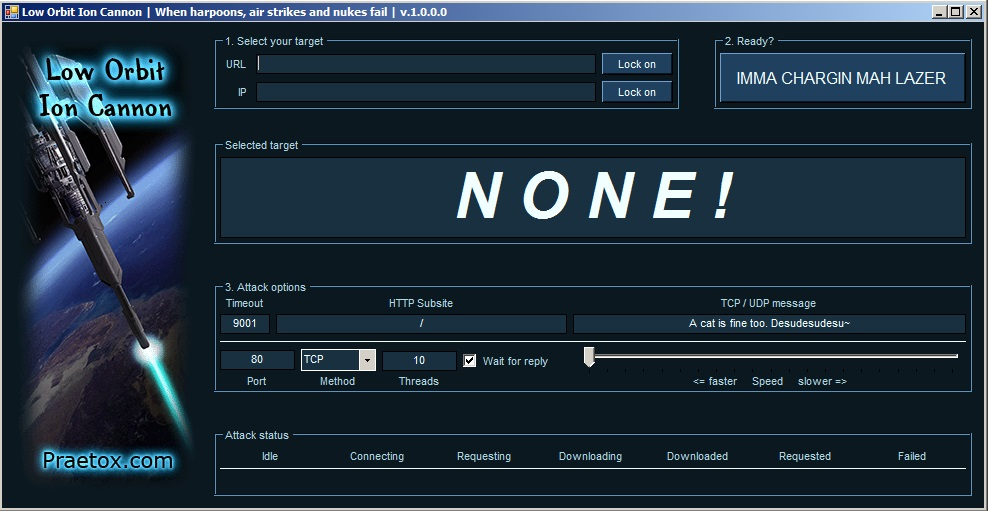 Low Orbit Ion Cannon | When harpoons, air strikes and nukes fail | v.1.0.0.0
Low Orbit
Ion Cannon
Praetox.com
1. Select your target
URL
Lock on
IP
Lock on
2. Ready?
IMMA CHARGIN MAH LAZER
Selected target
NONE!
3. Attack options
Timeout HTTP Subsite TCP / UDP message
9001 / A cat is fine too. Desudesudesu~
80 TCP 10 Wait for reply
Port Method Threads <= faster Speed slower =>
Attack status
Idle Connecting Requesting Downloading Downloaded Requested Failed